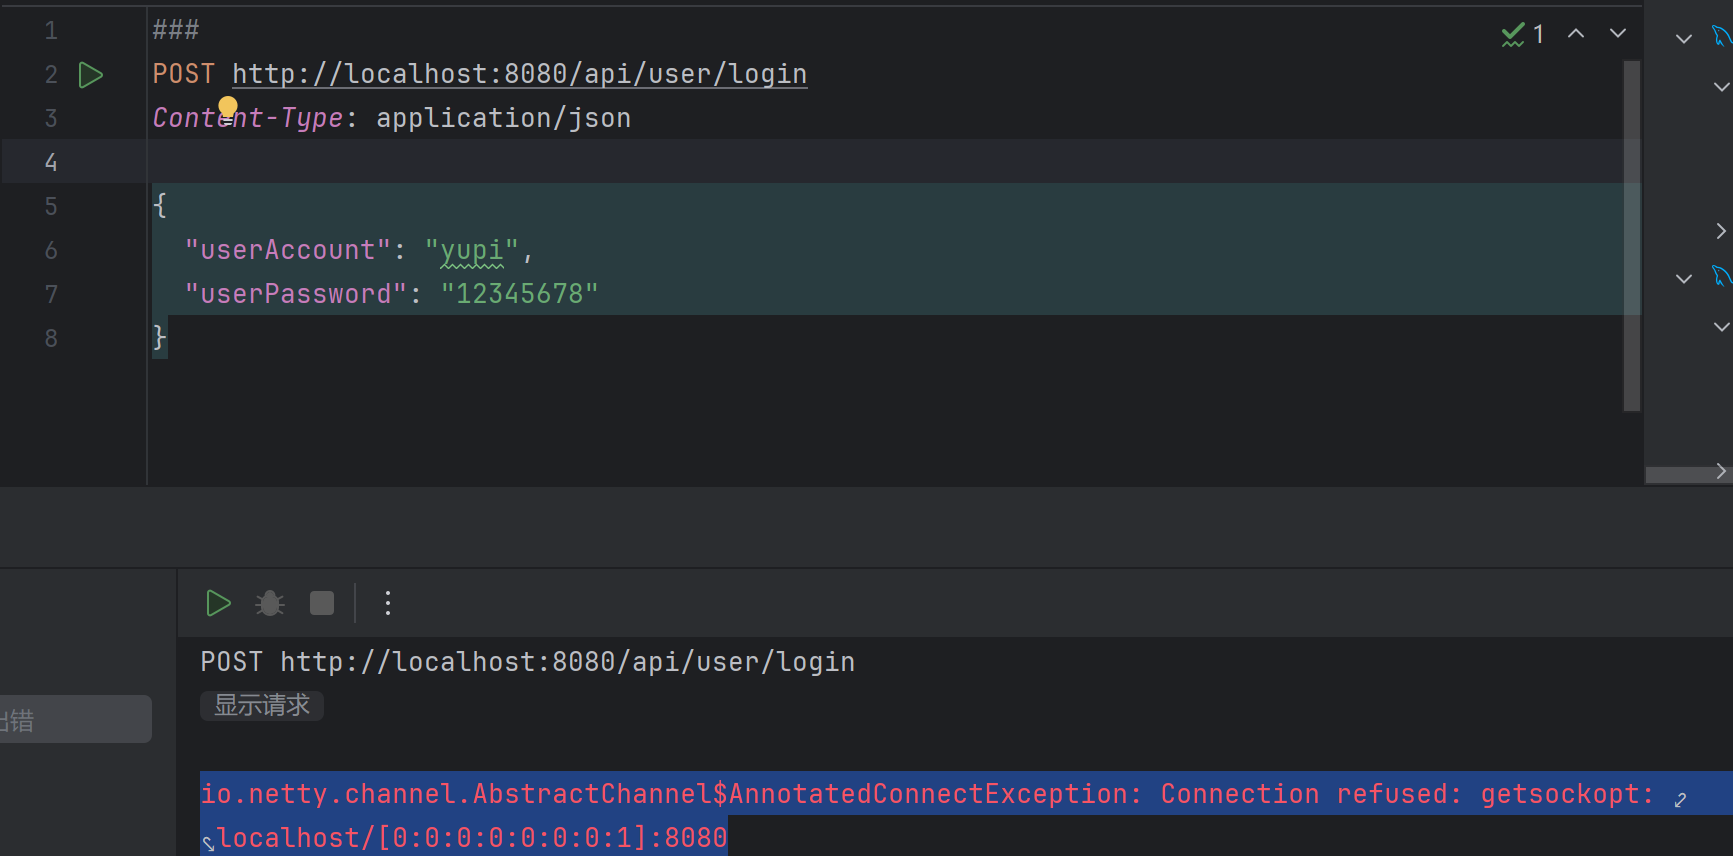 1 ###
2 POST http://localhost:8080/api/user/login
3 Content-Type: application/json
4
5 {
6 "userAccount": "yupi",
7 "userPassword": "12345678"
8 }
1
POST http://localhost:8080/api/user/login
显示请求
出错
io.netty.channel.AbstractChannel$AnnotatedConnectException: Connection refused: getsockopt:
localhost/[0:0:0:0:0:0:0:1]:8080